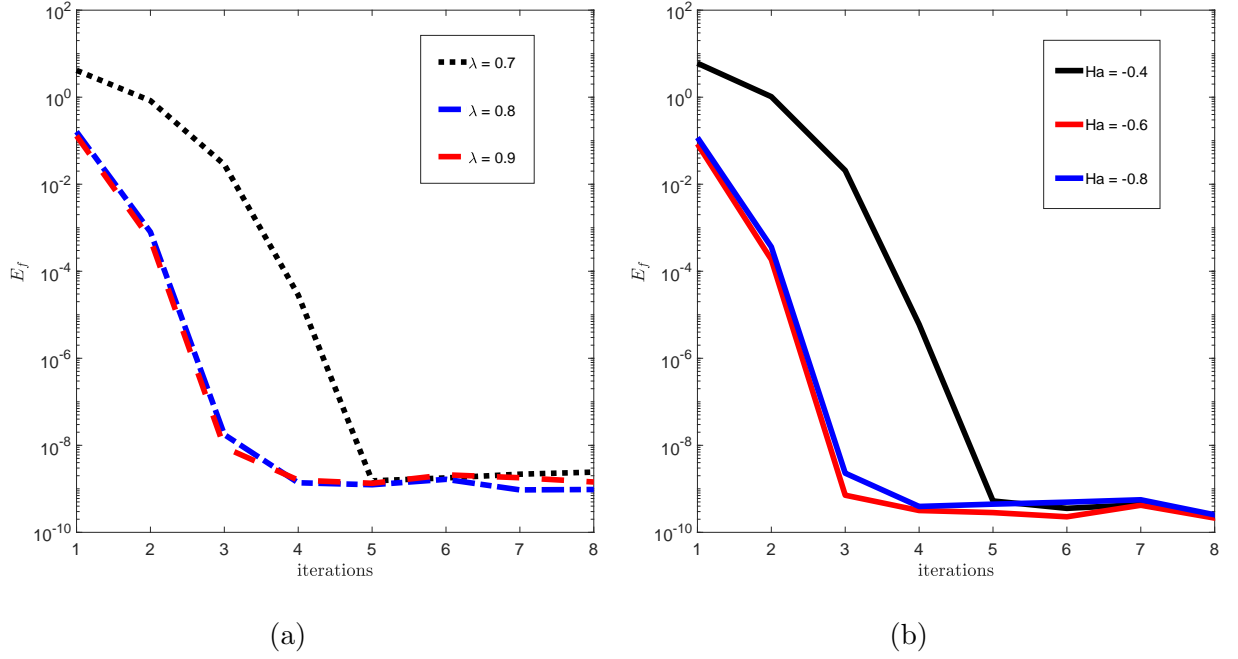 10^2
10^0
10^-2
10^-4
10^-6
10^-8
10^-10
E_f
1 2 3 4 5 6 7 8
iterations
λ = 0.7
λ = 0.8
λ = 0.9
(a)
10^2
10^0
10^-2
10^-4
10^-6
10^-8
10^-10
E_f
1 2 3 4 5 6 7 8
iterations
Ha = -0.4
Ha = -0.6
Ha = -0.8
(b)